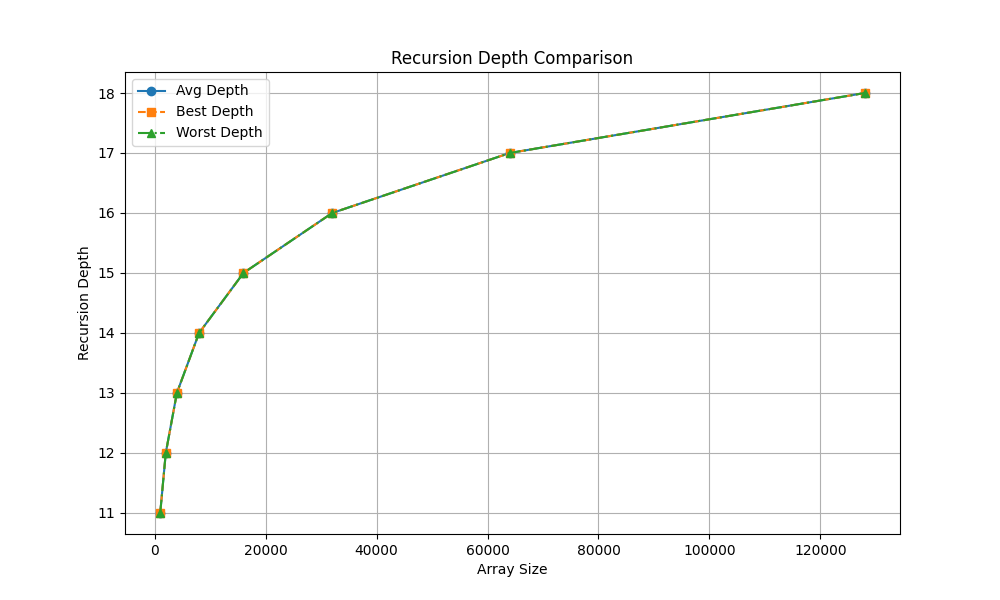 Recursion Depth Comparison
Avg Depth
Best Depth
Worst Depth
18
17
16
15
14
13
12
11
Recursion Depth
0 20000 40000 60000 80000 100000 120000
Array Size